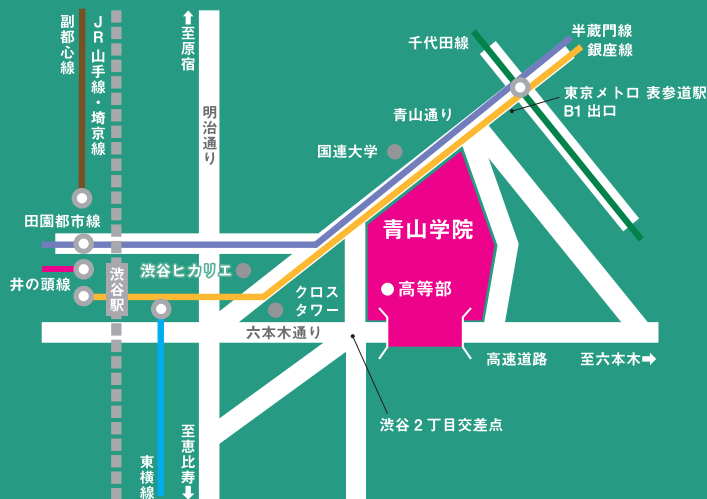 副都心線
JR山手線・埼京線
至原宿
明治通り
千代田線
半蔵門線
銀座線
東京メトロ 表参道駅
B1出口
青山通り
国連大学
田園都市線
青山学院
井の頭線
渋谷駅
渋谷ヒカリエ
高等部
クロス
タワー
六本木通り
高速道路
至六本木
渋谷2丁目交差点
至恵比寿
東横線